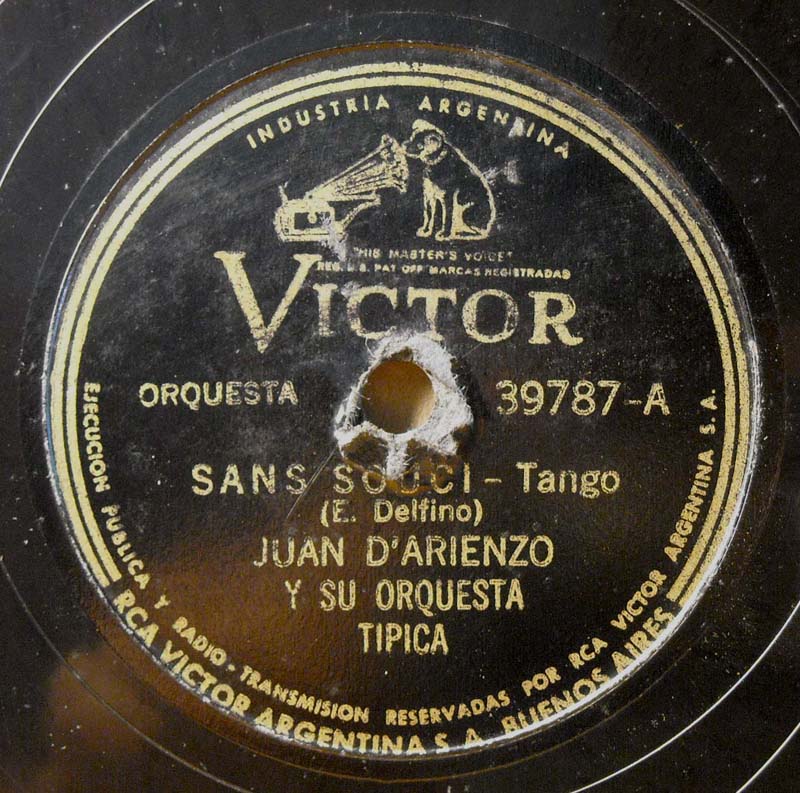 INDUSTRIA ARGENTINA
"HIS MASTER'S VOICE"
REG. U.S. PAT OFF MARCAS REGISTRADAS
VICTOR
ORQUESTA
39787-A
SANS SOUCI - Tango
(E. Delfino)
JUAN D'ARIENZO
Y SU ORQUESTA
TIPICA
EJECUCION PUBLICA Y RADIO-TRANSMISION RESERVADAS POR RCA VICTOR ARGENTINA S.A.
RCA VICTOR ARGENTINA S.A. BUENOS AIRES